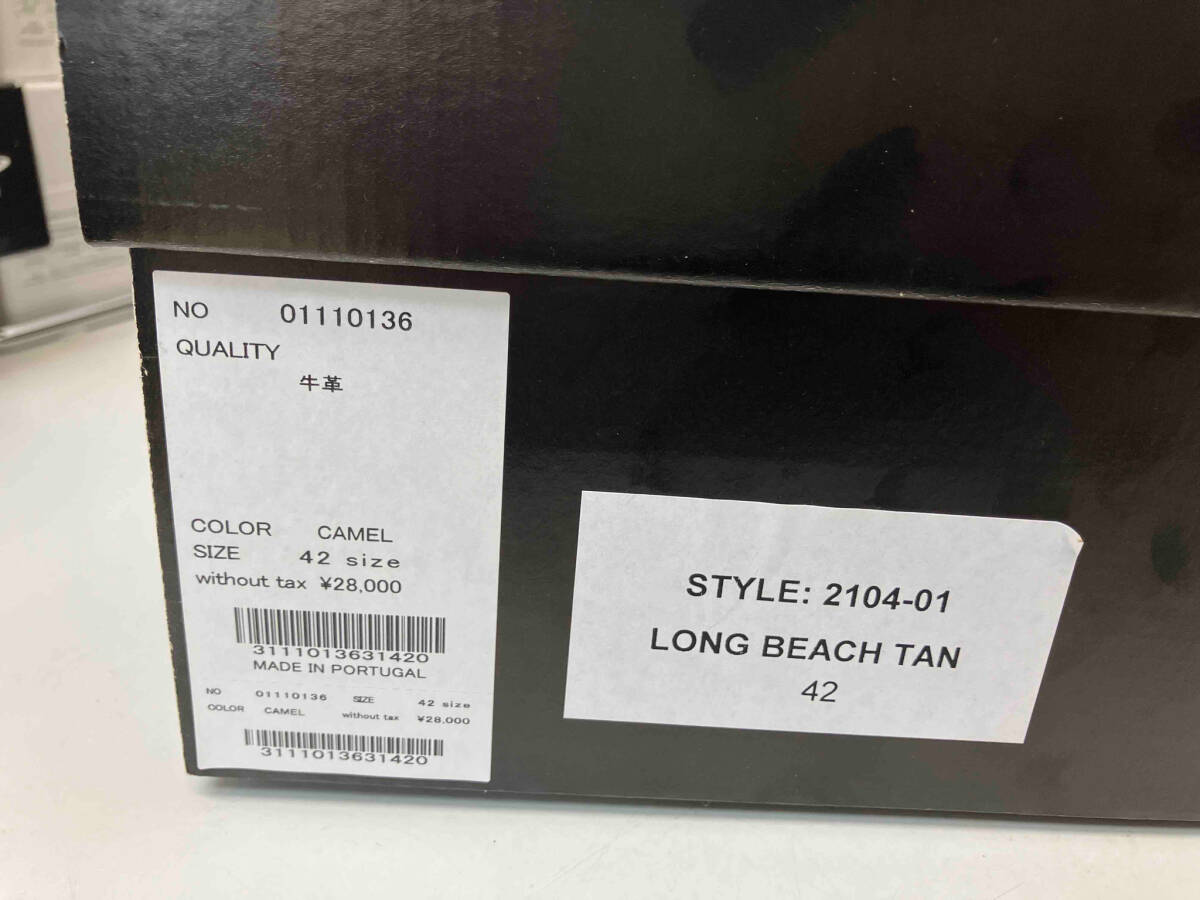 NO 01110136
QUALITY
牛革
COLOR CAMEL
SIZE 42 size
without tax ¥28,000
3111013631420
MADE IN PORTUGAL
NO 01110136 SIZE 42 size
COLOR CAMEL without tax ¥28,000
3111013631420
STYLE: 2104-01
LONG BEACH TAN
42